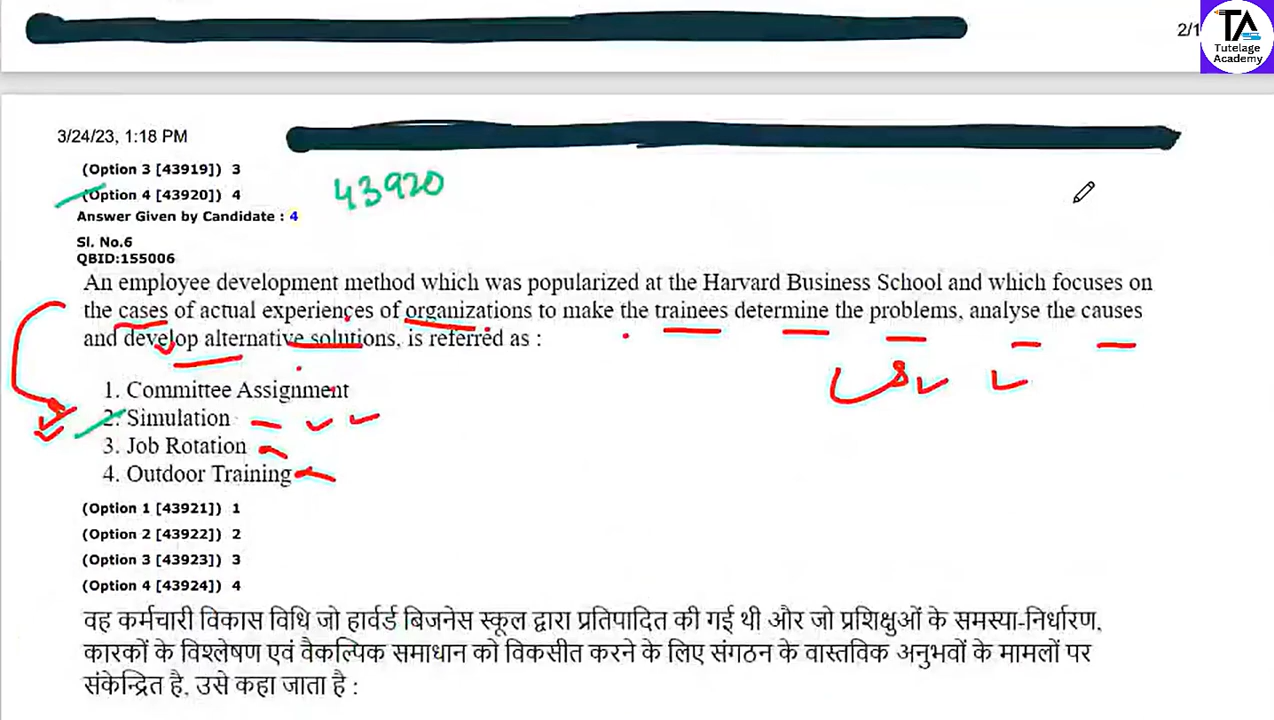 2/1
TA
Tutelage
Academy
3/24/23, 1:18 PM
(Option 3 [43919]) 3
(Option 4 [43920]) 4
43920
Answer Given by Candidate : 4
Sl. No.6
QBID:155006
An employee development method which was popularized at the Harvard Business School and which focuses on
the cases of actual experiences of organizations to make the trainees determine the problems, analyse the causes
and develop alternative solutions, is referred as :
1. Committee Assignment
2. Simulation
3. Job Rotation
4. Outdoor Training
(Option 1 [43921]) 1
(Option 2 [43922]) 2
(Option 3 [43923]) 3
(Option 4 [43924]) 4
वह कर्मचारी विकास विधि जो हार्वर्ड बिजनेस स्कूल द्वारा प्रतिपादित की गई थी और जो प्रशिक्षुओं के समस्या-निर्धारण,
कारकों के विश्लेषण एवं वैकल्पिक समाधान को विकसीत करने के लिए संगठन के वास्तविक अनुभवों के मामलों पर
संकेन्द्रित है, उसे कहा जाता है :